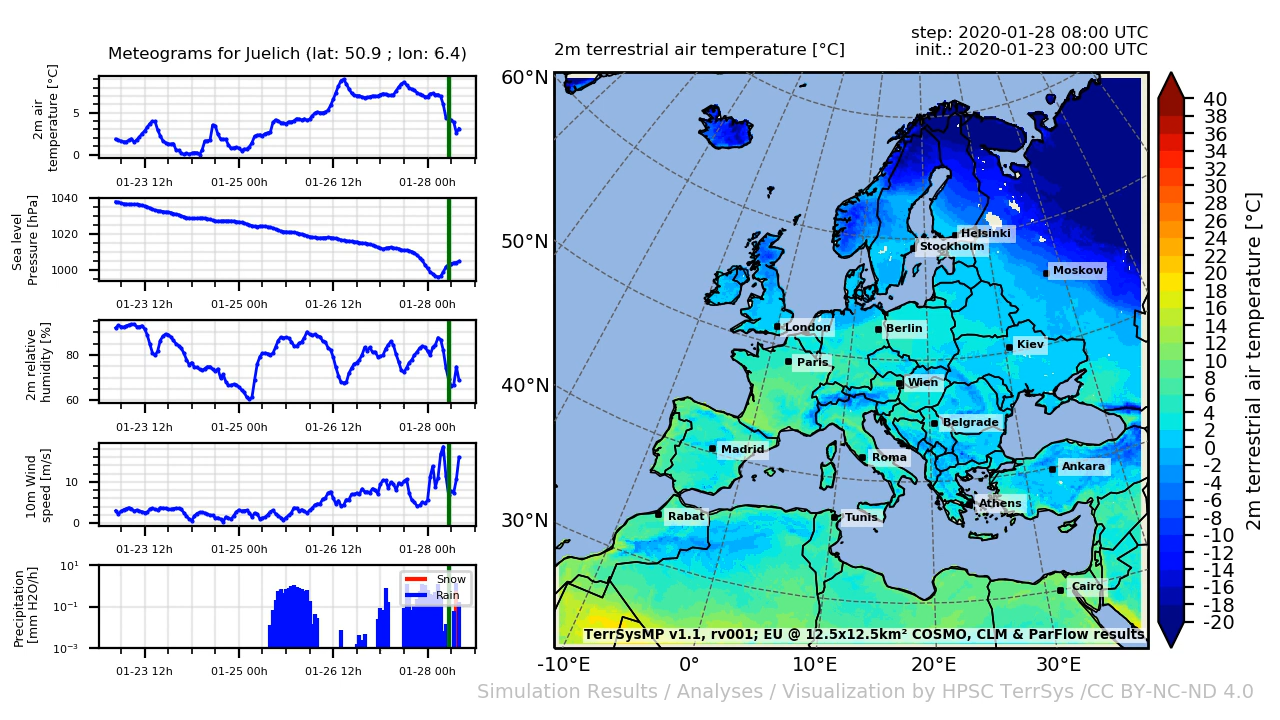 step: 2020-01-28 08:00 UTC
Meteograms for Juelich (lat: 50.9 ; lon: 6.4)
2m terrestrial air temperature [°C]
init.: 2020-01-23 00:00 UTC
2m air
temperature [°C]
5
0
01-23 12h
01-25 00h
01-26 12h
01-28 00h
Sea level
Pressure [hPa]
1040
1020
1000
01-23 12h
01-25 00h
01-26 12h
01-28 00h
2m relative
humidity [%]
80
60
01-23 12h
01-25 00h
01-26 12h
01-28 00h
10m Wind
speed [m/s]
10
0
01-23 12h
01-25 00h
01-26 12h
01-28 00h
Precipitation
[mm H2O/h]
10¹
10⁻¹
10⁻³
Snow
Rain
01-23 12h
01-25 00h
01-26 12h
01-28 00h
60°N
50°N
40°N
30°N
Helsinki
Stockholm
Moskow
London
Berlin
Kiev
Paris
Wien
Belgrade
Madrid
Roma
Ankara
Athens
Rabat
Tunis
Cairo
TerrSysMP v1.1, rv001; EU @ 12.5x12.5km² COSMO, CLM & ParFlow results,
-10°E
0°
10°E
20°E
30°E
40
38
36
34
32
30
28
26
24
22
20
18
16
14
12
10
8
6
4
2
0
-2
-4
-6
-8
-10
-12
-14
-16
-18
-20
2m terrestrial air temperature [°C]
Simulation Results / Analyses / Visualization by HPSC TerrSys /CC BY-NC-ND 4.0